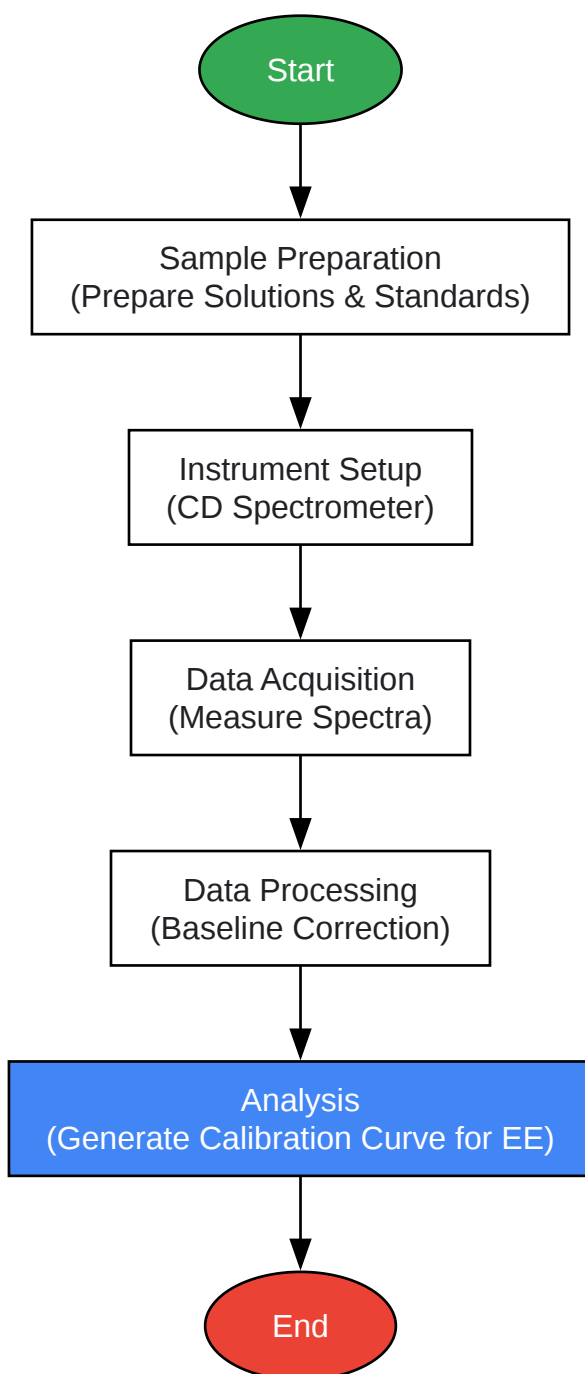 Start
Sample Preparation
(Prepare Solutions & Standards)
Instrument Setup
(CD Spectrometer)
Data Acquisition
(Measure Spectra)
Data Processing
(Baseline Correction)
Analysis
(Generate Calibration Curve for EE)
End